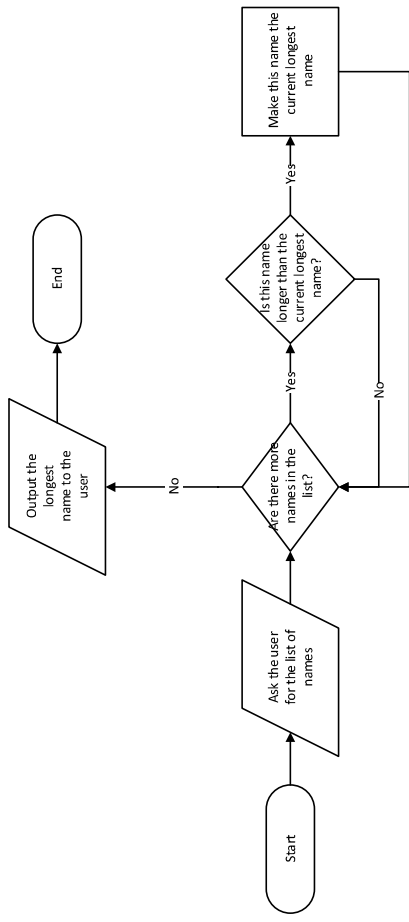 Start
Ask the user
for the list of
names
Are there more
names in the
list?
Yes
Is this name
longer than the
current longest
name?
Yes
Make this name the
current longest
name
No
No
Output the
longest
name to the
user
End